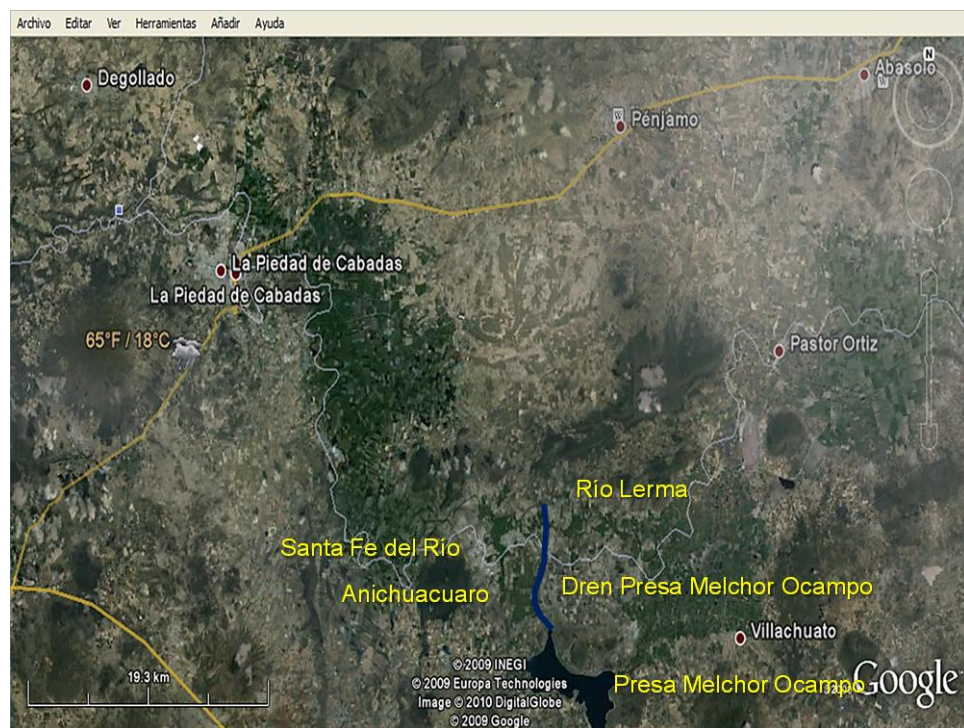 Archivo Editar Ver Herramientas Añadir Ayuda
N
Degollado
Abasolo
W
W
Pénjamo
La Piedad de Cabadas
La Piedad de Cabadas
65°F / 18°C
Pastor Ortiz
Río Lerma
Santa Fe del Río
Anichuacuaro
Dren Presa Melchor Ocampo
Villachuato
Presa Melchor Ocampo
19.3 km
© 2009 INEGI
© 2009 Europa Technologies
Image © 2010 DigitalGlobe
© 2009 Google
Google